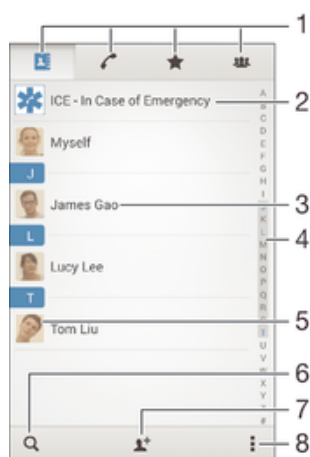 1
ICE - In Case of Emergency
2
Myself
J
James Gao
3
L
Lucy Lee
T
Tom Liu
4
5
6
7
8
A
B
C
D
E
F
G
H
I
J
K
L
M
N
O
P
Q
R
S
T
U
V
W
X
Y
Z
#